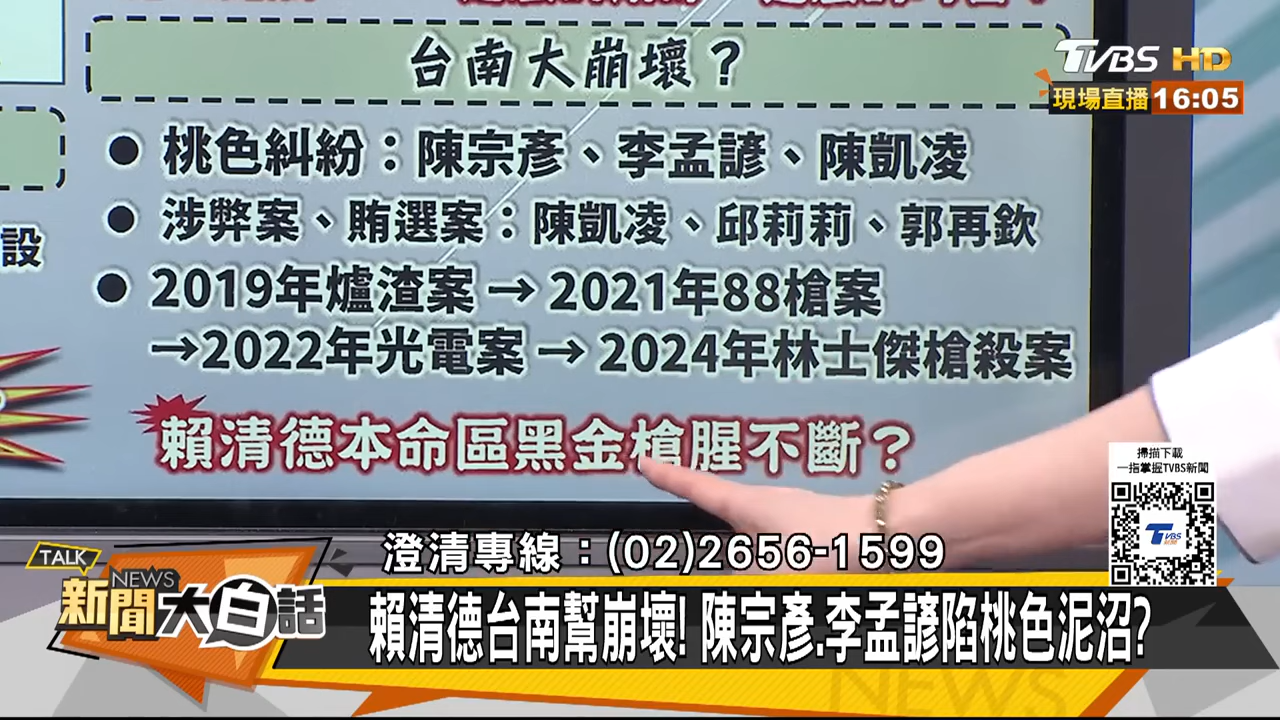 台南大崩壞？
TVBS HD
現場直播 16:05
● 桃色糾紛：陳宗彥、李孟諺、陳凱凌
● 涉弊案、賄選案：陳凱凌、邱莉莉、郭再欽
設
● 2019年爐渣案→2021年88槍案
→2022年光電案→2024年林士傑槍殺案
賴清德本命區黑金槍腥不斷？
掃描下載
一指掌握TVBS新聞
TVBS
澄清專線：(02)2656-1599
TALK
NEWS
新聞大白話
賴清德台南幫崩壞! 陳宗彥.李孟諺陷桃色泥沼?
NEWS